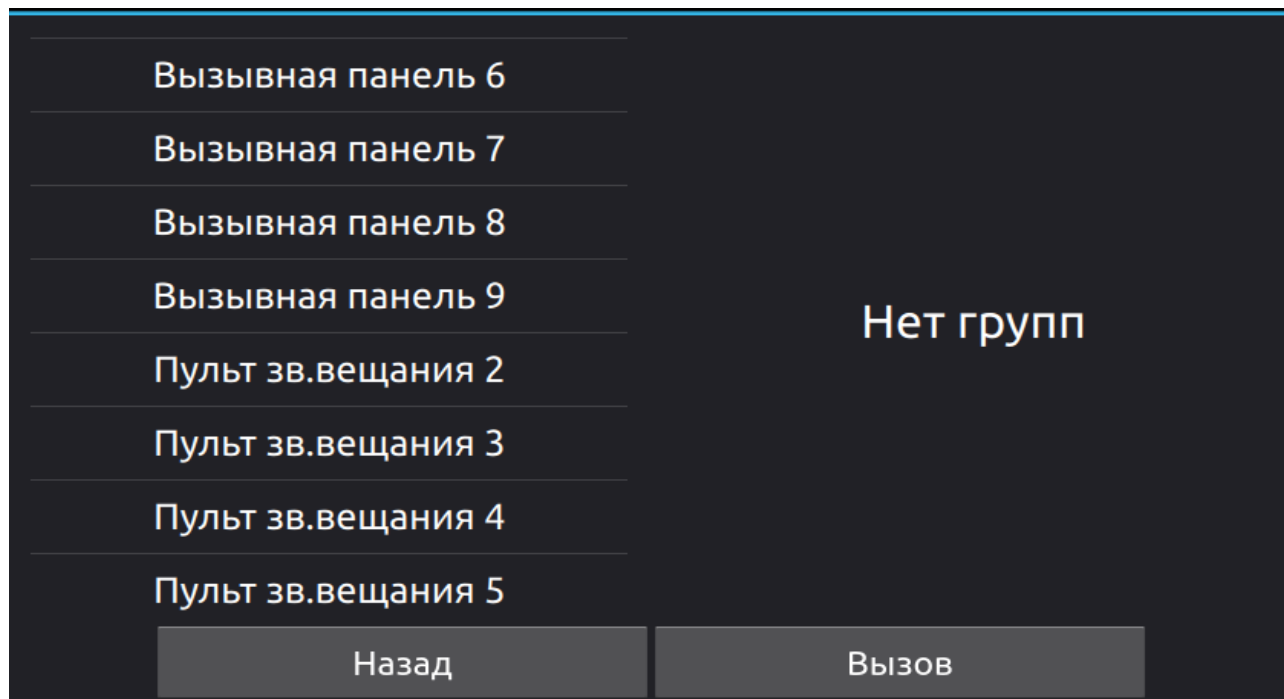 Вызывная панель 6
Вызывная панель 7
Вызывная панель 8
Вызывная панель 9
Пульт зв.вещания 2
Пульт зв.вещания 3
Пульт зв.вещания 4
Пульт зв.вещания 5
Нет групп
Назад
Вызов